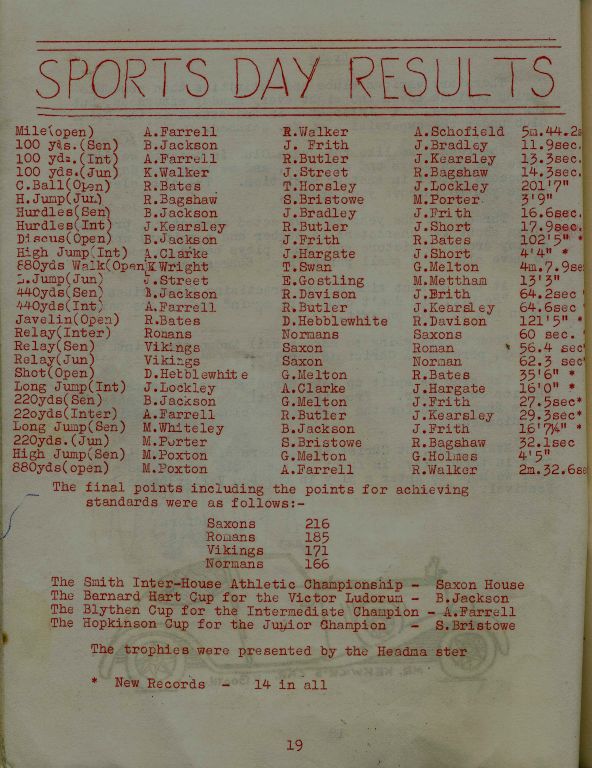 SPORTS DAY RESULTS
Mile(open) A.Farrell R.Walker A.Schofield 5m.44.2s
100 yds.(Sen) B.Jackson J. Frith J.Bradley 11.9sec.
100 yds.(Int) A.Farrell R.Butler J.Kearsley 13.3sec.
100 yds.(Jun) K.Walker J.Street R.Bagshaw 14.3sec.
C.Ball(Open) R.Bates T.Horsley J.Lockley 201'7"
H.Jump(Jun) R.Bagshaw S.Bristowe M.Porter 3'9"
Hurdles(Sen) B.Jackson J.Bradley J.Frith 16.6sec.
Hurdles(Int) J.Kearsley R.Butler J.Short 17.9sec.
Discus(Open) B.Jackson J.Frith R.Bates 102'5" *
High Jump(Int) A.Clarke J.Hargate J.Short 4'4" *
880yds Walk(Open) K Wright T.Swan G.Melton 4m.7.9se
L.Jump(Jun) J.Street E.Gostling M.Mettham 13'3"
440yds(Sen) B.Jackson R.Davison J.Frith 64.2sec
440yds(Int) A.Farrell R.Butler J.Kearsley 64.6sec
Javelin(Open) R.Bates D.Hebblewhite R.Davison 121'5" *
Relay(Inter) Romans Normans Saxons 60 sec.
Relay(Sen) Vikings Saxon Roman 56.4 sec
Relay(Jun) Vikings Saxon Norman 62.3 sec
Shot(Open) D.Hebblewhite G.Melton R.Bates 35'6" *
Long Jump(Int) J.Lockley A.Clarke J.Hargate 16'0" *
220yds(Sen) B.Jackson G.Melton J.Frith 27.5sec*
220yds(Inter) A.Farrell R.Butler J.Kearsley 29.3sec*
Long Jump(Sen) M.Whiteley B.Jackson J.Frith 16'7¼" *
220yds.(Jun) M.Porter S.Bristowe R.Bagshaw 32.1sec
High Jump(Sen) M.Poxton G.Melton G.Holmes 4'5"
880yds(open) M.Poxton A.Farrell R.Walker 2m.32.6se
The final points including the points for achieving
standards were as follows:-
Saxons 216
Romans 185
Vikings 171
Normans 166
The Smith Inter-House Athletic Championship - Saxon House
The Barnard Hart Cup for the Victor Ludorum - B.Jackson
The Blythen Cup for the Intermediate Champion - A.Farrell
The Hopkinson Cup for the Junior Champion - S.Bristowe
The trophies were presented by the Headma ster
* New Records - 14 in all
19